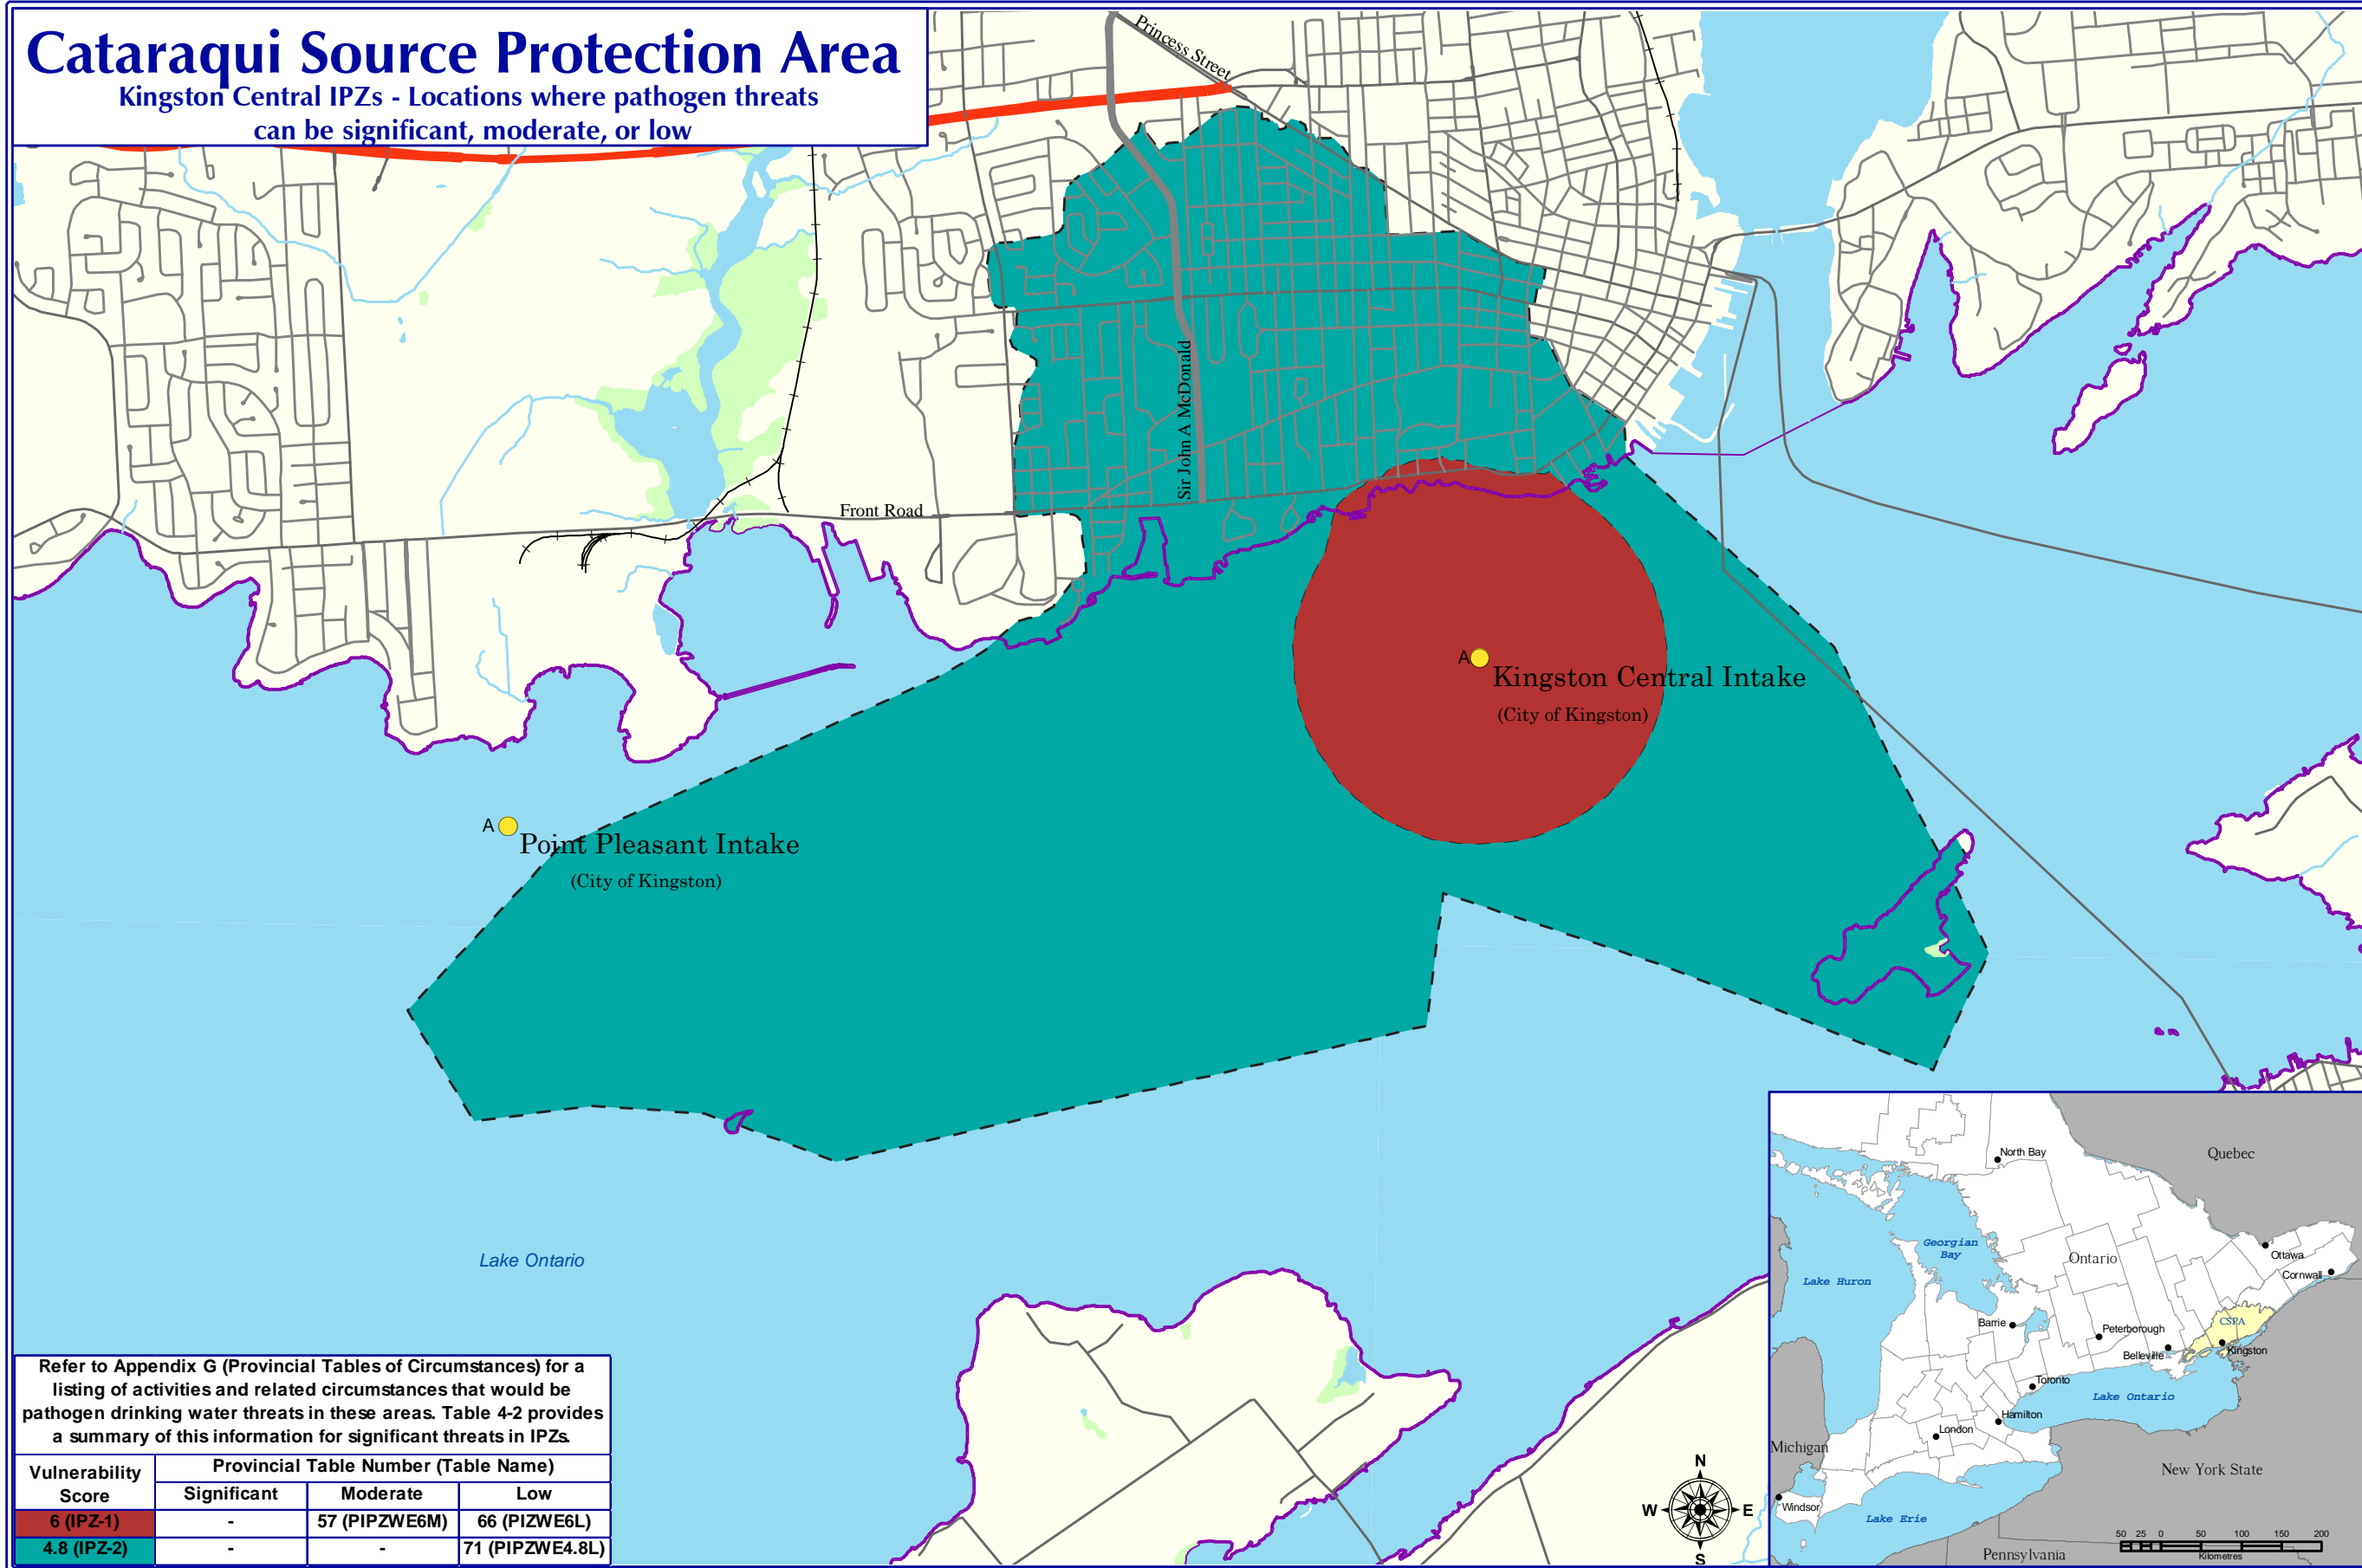 Cataraqui Source Protection Area
Kingston Central IPZs - Locations where pathogen threats
can be significant, moderate, or low
Princess Street
Sir John A McDonald
Front Road
A
Kingston Central Intake
(City of Kingston)
A
Point Pleasant Intake
(City of Kingston)
Lake Ontario
Refer to Appendix G (Provincial Tables of Circumstances) for a
listing of activities and related circumstances that would be
pathogen drinking water threats in these areas. Table 4-2 provides
a summary of this information for significant threats in IPZs.
Vulnerability Score
Provincial Table Number (Table Name)
Significant Moderate Low
6 (IPZ-1) - 57 (PIPZWE6M) 66 (PIZWE6L)
4.8 (IPZ-2) - - 71 (PIPZWE4.8L)
N
W E
S
North Bay
Quebec
Georgian
Bay
Ontario
Ottawa
Lake Huron
Cornwall
CSPA
Barrie
Peterborough
Belleville
Kingston
Toronto
Lake Ontario
Hamilton
London
Michigan
New York State
Windsor
Lake Erie
50 25 0 50 100 150 200
Kilometres
Pennsylvania